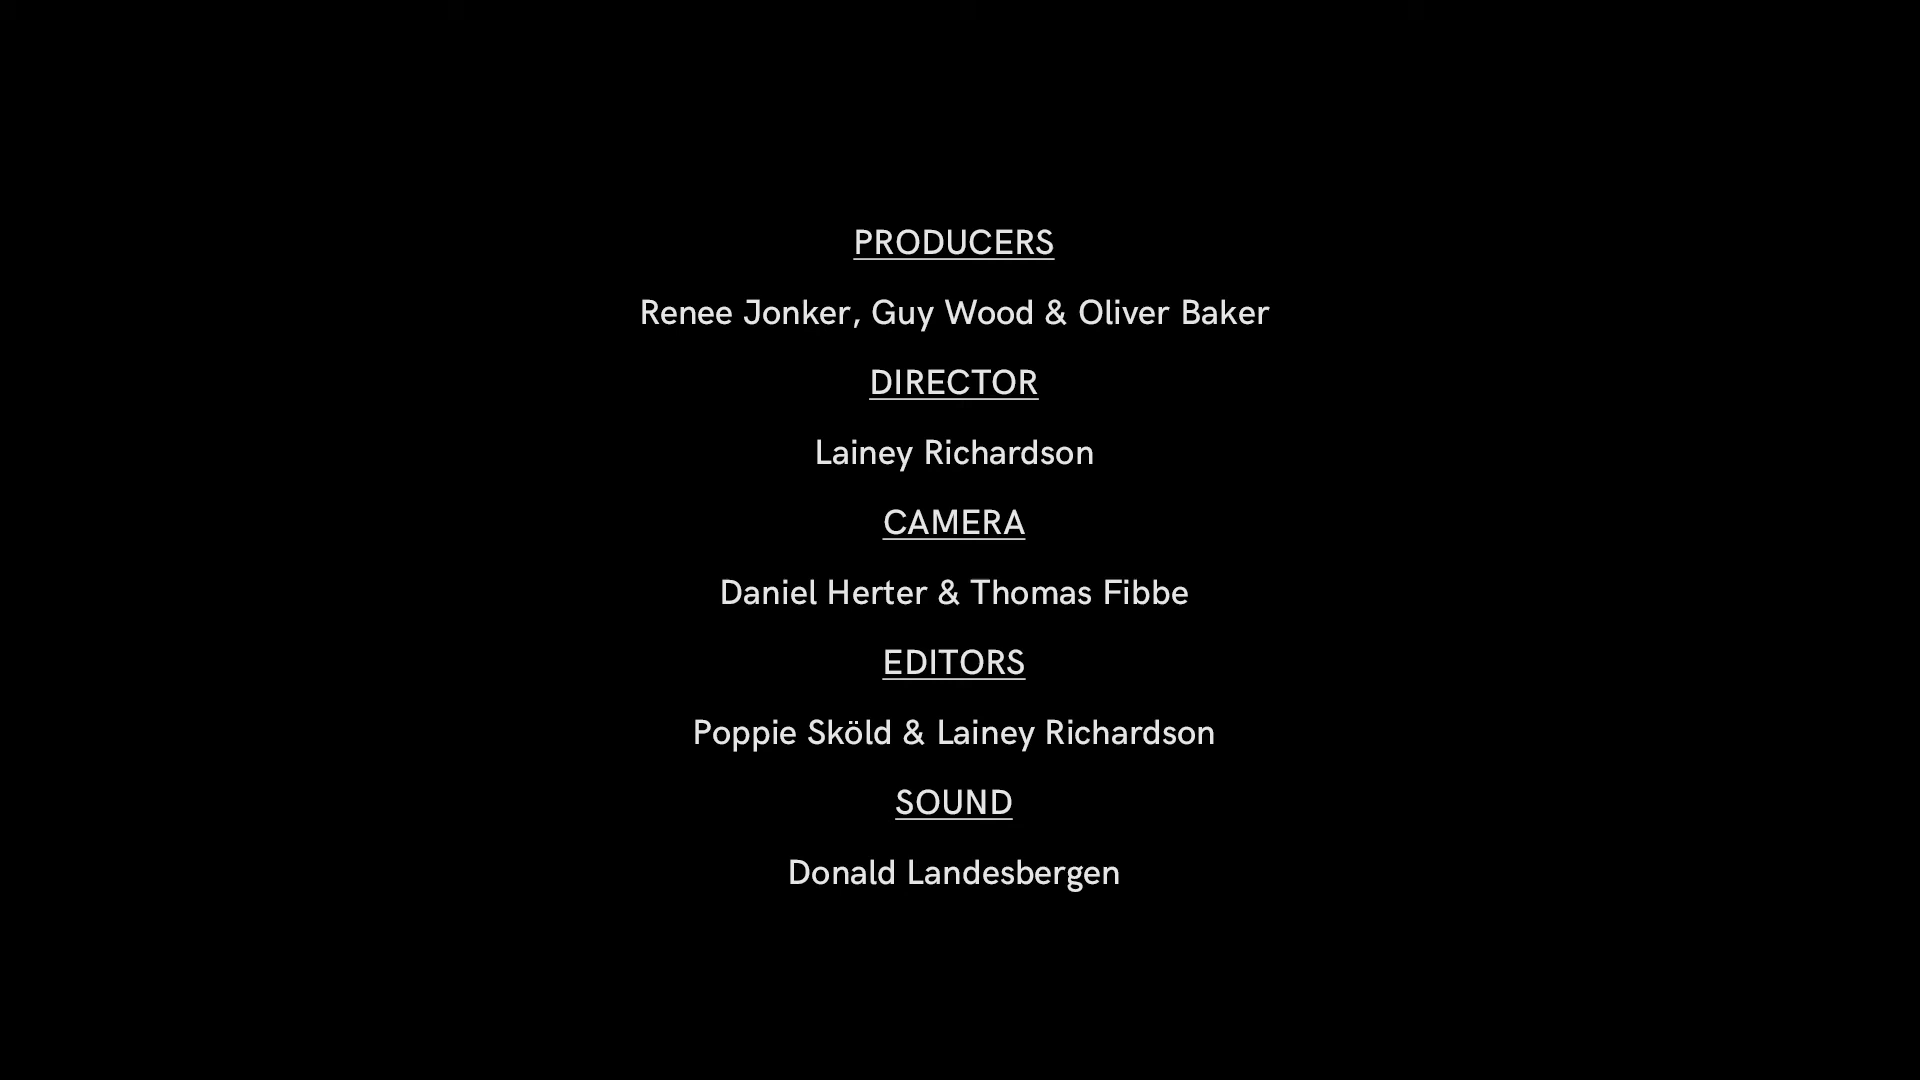 PRODUCERS
Renee Jonker, Guy Wood & Oliver Baker
DIRECTOR
Lainey Richardson
CAMERA
Daniel Herter & Thomas Fibbe
EDITORS
Poppie Sköld & Lainey Richardson
SOUND
Donald Landesbergen